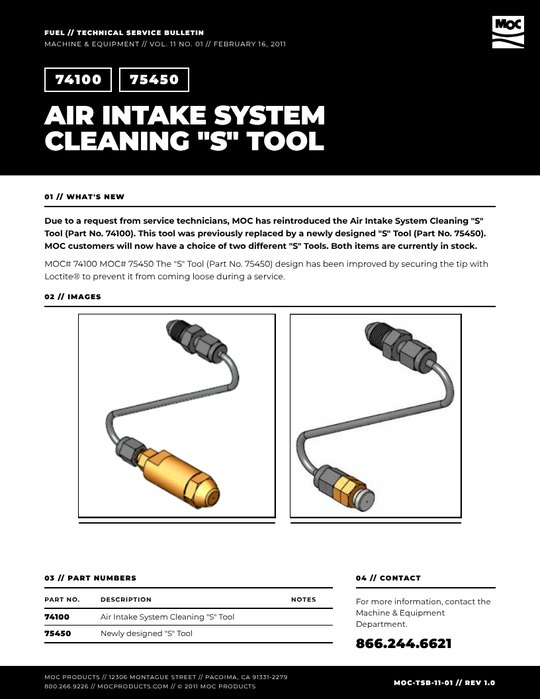 FUEL // TECHNICAL SERVICE BULLETIN
MACHINE & EQUIPMENT // VOL. 11 NO. 01 // FEBRUARY 16, 2011
MOC
74100 75450
AIR INTAKE SYSTEM
CLEANING "S" TOOL
01 // WHAT'S NEW
Due to a request from service technicians, MOC has reintroduced the Air Intake System Cleaning "S"
Tool (Part No. 74100). This tool was previously replaced by a newly designed "S" Tool (Part No. 75450).
MOC customers will now have a choice of two different "S" Tools. Both items are currently in stock.
MOC# 74100 MOC# 75450 The "S" Tool (Part No. 75450) design has been improved by securing the tip with
Loctite® to prevent it from coming loose during a service.
02 // IMAGES
03 // PART NUMBERS
PART NO. DESCRIPTION NOTES
74100 Air Intake System Cleaning "S" Tool
75450 Newly designed "S" Tool
04 // CONTACT
For more information, contact the
Machine & Equipment
Department.
866.244.6621
MOC PRODUCTS // 12306 MONTAGUE STREET // PACOIMA, CA 91331-2279
800.266.9226 // MOCPRODUCTS.COM // © 2011 MOC PRODUCTS
MOC-TSB-11-01 // REV 1.0